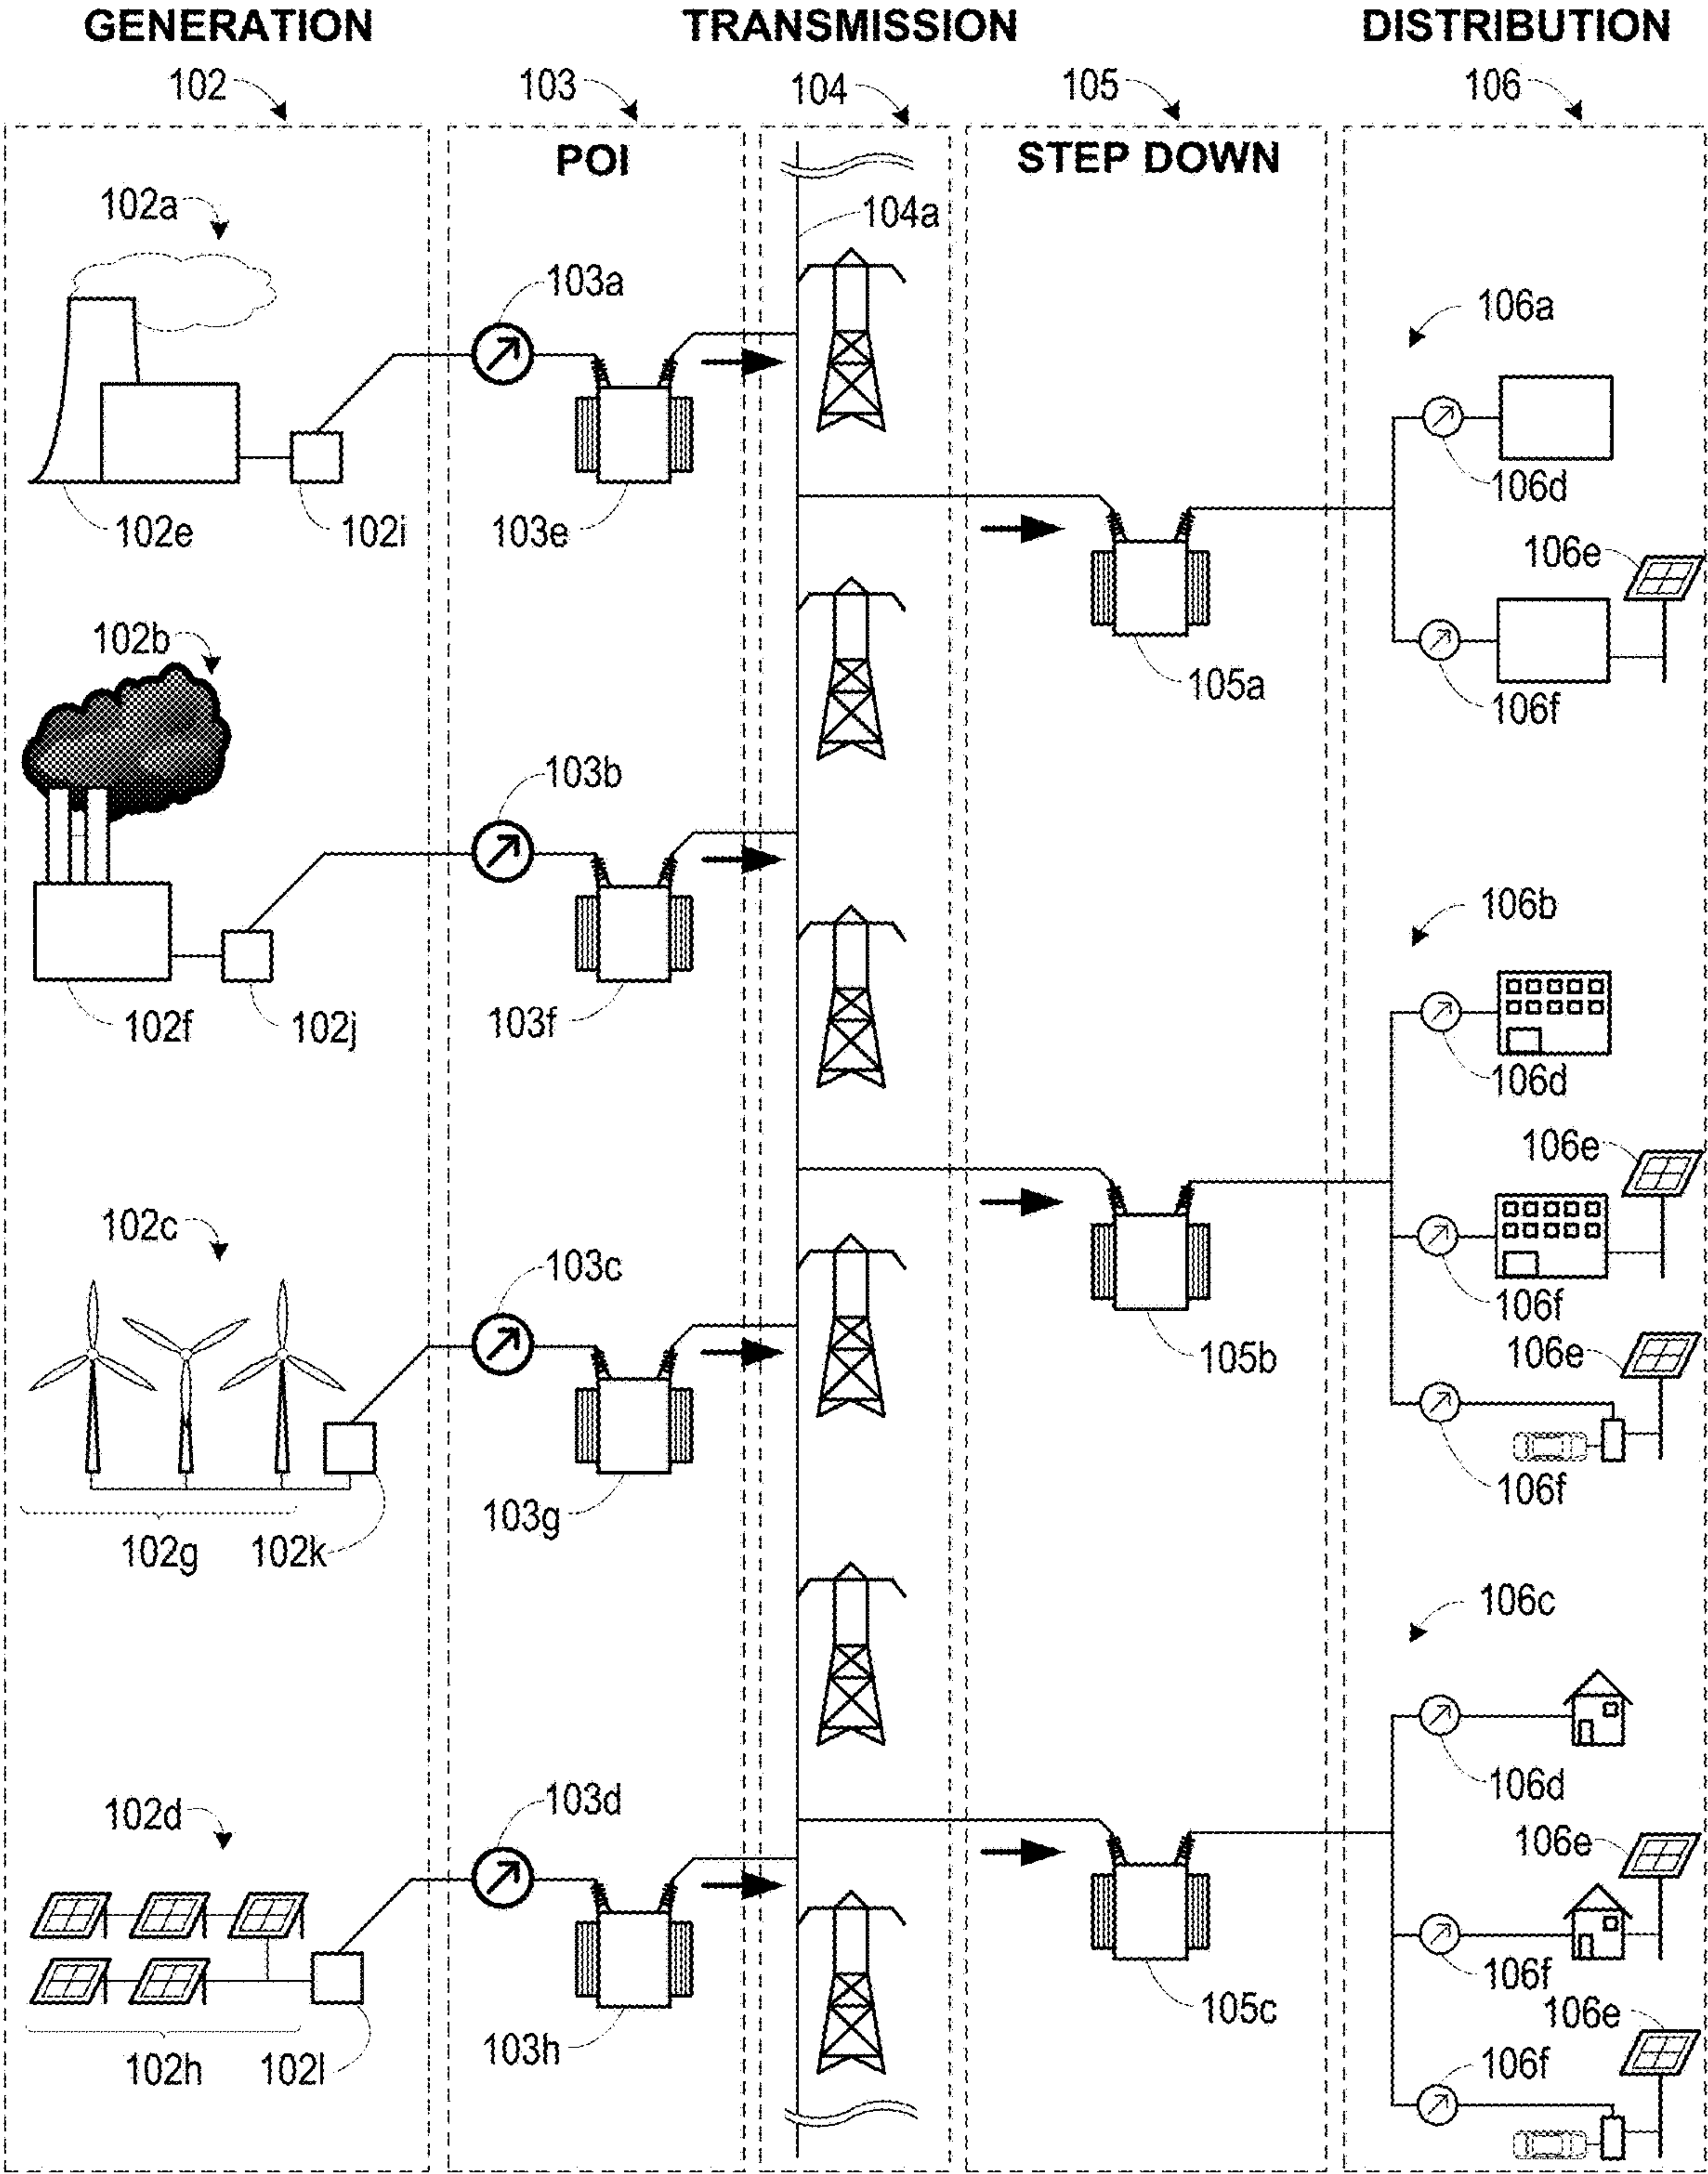 GENERATION TRANSMISSION DISTRIBUTION
102 103 104 105 106
POI STEP DOWN
102a
104a
103a
106a
106d
102e 102i 103e
106e
102b
105a
106f
103b
106b
102f 102j 103f
106d
106e
102c
103c
106f
105b
106e
106f
103g
102g 102k
106c
106d
103d
102d
106e
106f
105c
106e
103h
102h 102l
106f